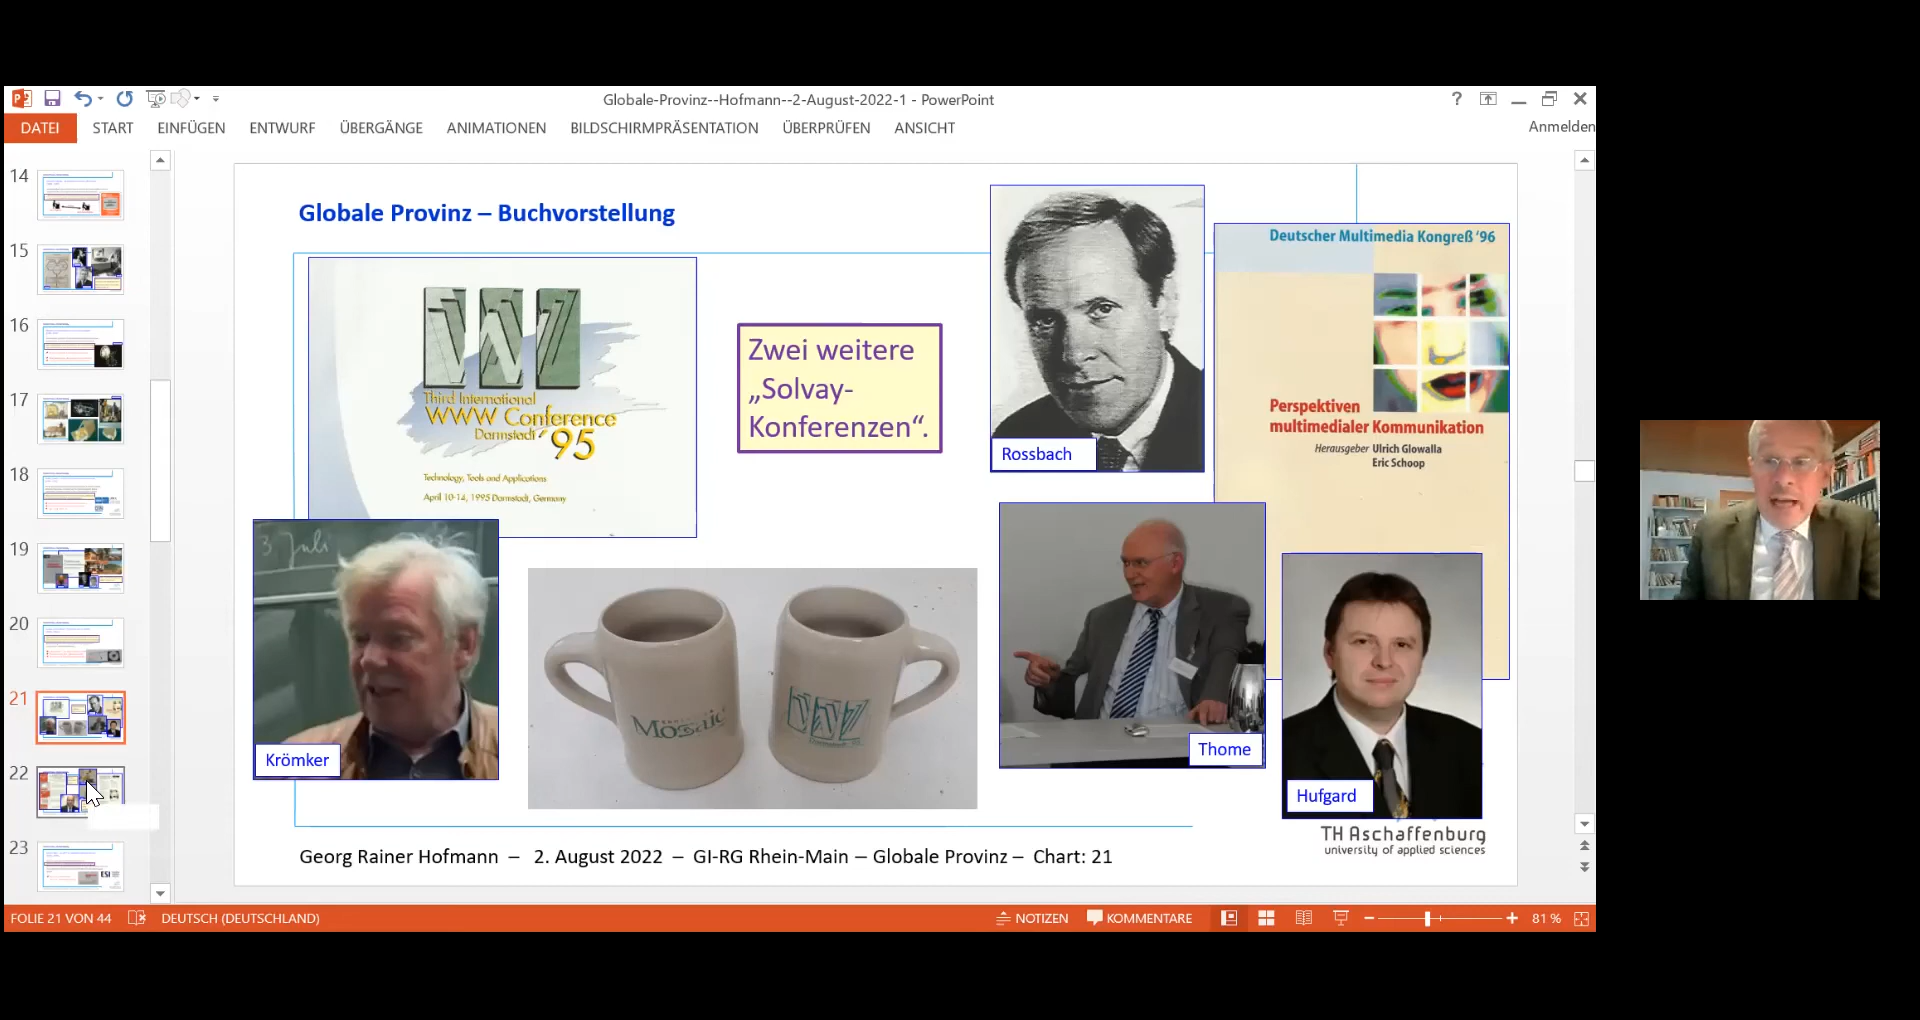 Globale-Provinz--Hofmann--2-August-2022-1 - PowerPoint
?
DATEI START EINFÜGEN ENTWURF ÜBERGÄNGE ANIMATIONEN BILDSCHIRMPRÄSENTATION ÜBERPRÜFEN ANSICHT
Anmelden
14
15
16
17
18
19
20
21
22
23
Globale Provinz – Buchvorstellung
Third International
WWW Conference
Darmstadt '95
Technology, Tools and Applications
April 10-14, 1995 Darmstadt, Germany
Zwei weitere
„Solvay-
Konferenzen“.
Rossbach
Deutscher Multimedia Kongreß '96
Perspektiven
multimedialer Kommunikation
Herausgeber Ulrich Glowalla
Eric Schoop
3. Juli
Krömker
Mosaic
Darmstadt '95
Thome
Hufgard
TH Aschaffenburg
university of applied sciences
Georg Rainer Hofmann – 2. August 2022 – GI-RG Rhein-Main – Globale Provinz – Chart: 21
FOLIE 21 VON 44 DEUTSCH (DEUTSCHLAND) NOTIZEN KOMMENTARE 81 %